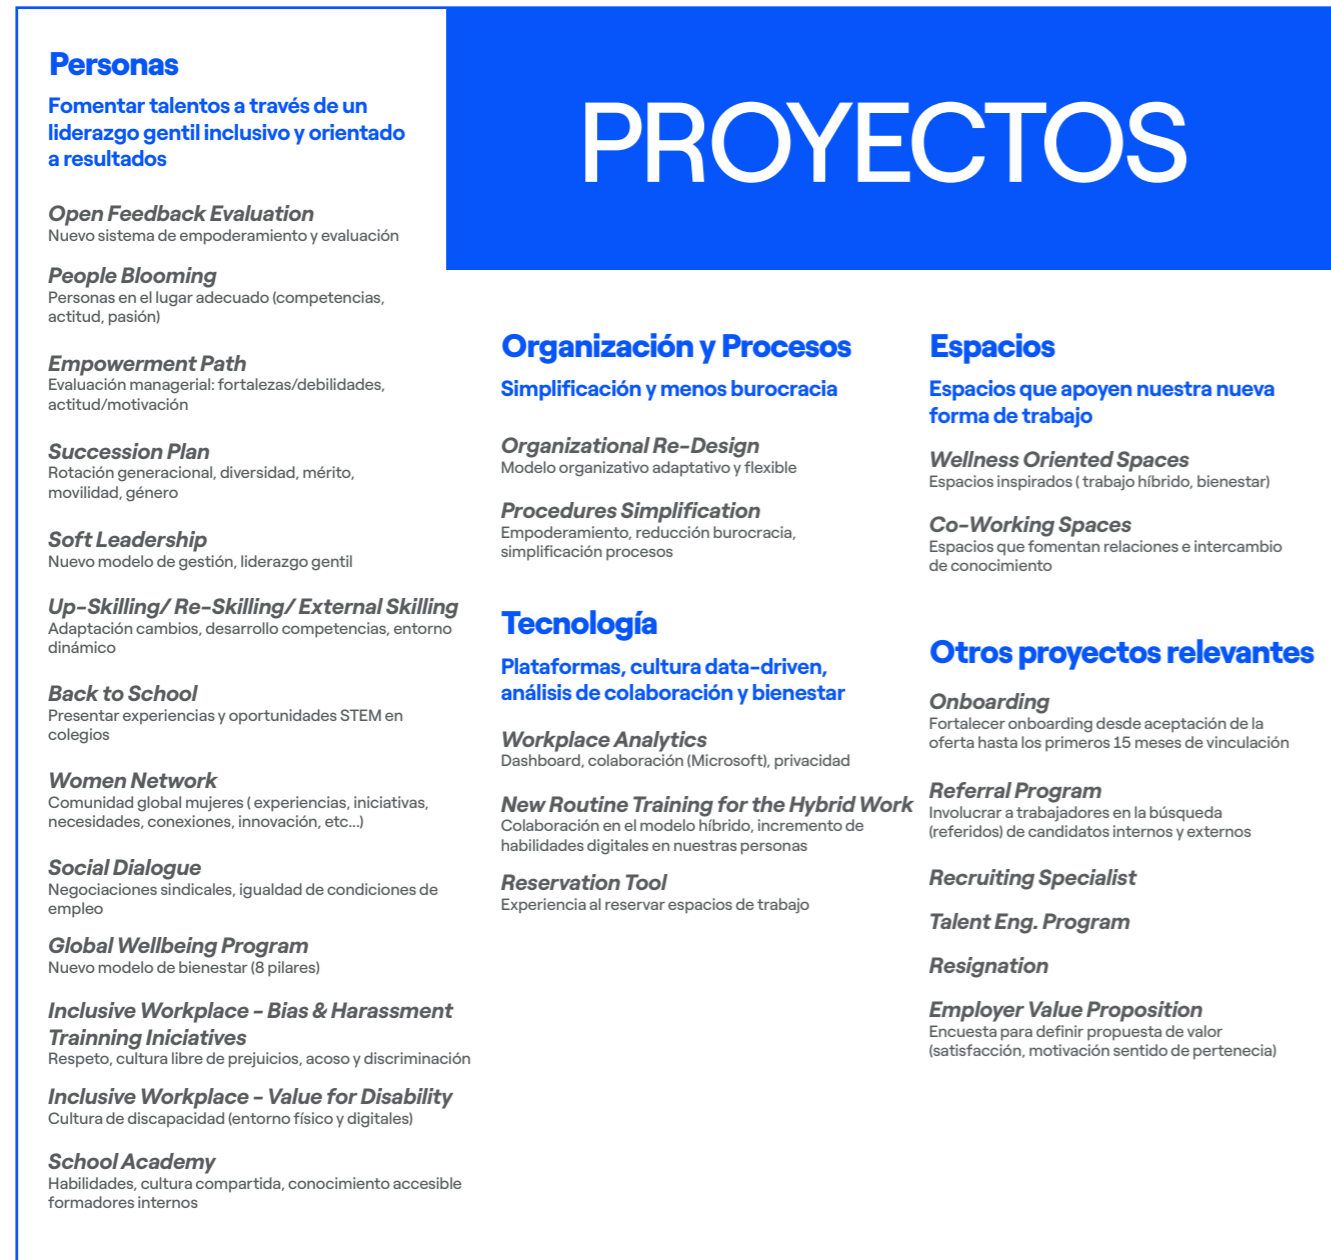 Personas
Fomentar talentos a través de un
liderazgo gentil inclusivo y orientado
a resultados
Open Feedback Evaluation
Nuevo sistema de empoderamiento y evaluación
People Blooming
Personas en el lugar adecuado (competencias,
actitud, pasión)
Empowerment Path
Evaluación managerial: fortalezas/debilidades,
actitud/motivación
Succession Plan
Rotación generacional, diversidad, mérito,
movilidad, género
Soft Leadership
Nuevo modelo de gestión, liderazgo gentil
Up-Skilling/ Re-Skilling/ External Skilling
Adaptación cambios, desarrollo competencias, entorno
dinámico
Back to School
Presentar experiencias y oportunidades STEM en
colegios
Women Network
Comunidad global mujeres ( experiencias, iniciativas,
necesidades, conexiones, innovación, etc...)
Social Dialogue
Negociaciones sindicales, igualdad de condiciones de
empleo
Global Wellbeing Program
Nuevo modelo de bienestar (8 pilares)
Inclusive Workplace - Bias & Harassment
Trainning Iniciatives
Respeto, cultura libre de prejuicios, acoso y discriminación
Inclusive Workplace - Value for Disability
Cultura de discapacidad (entorno físico y digitales)
School Academy
Habilidades, cultura compartida, conocimiento accesible
formadores internos
PROYECTOS
Organización y Procesos
Simplificación y menos burocracia
Organizational Re-Design
Modelo organizativo adaptativo y flexible
Procedures Simplification
Empoderamiento, reducción burocracia,
simplificación procesos
Tecnología
Plataformas, cultura data-driven,
análisis de colaboración y bienestar
Workplace Analytics
Dashboard, colaboración (Microsoft), privacidad
New Routine Training for the Hybrid Work
Colaboración en el modelo híbrido, incremento de
habilidades digitales en nuestras personas
Reservation Tool
Experiencia al reservar espacios de trabajo
Espacios
Espacios que apoyen nuestra nueva
forma de trabajo
Wellness Oriented Spaces
Espacios inspirados ( trabajo híbrido, bienestar)
Co-Working Spaces
Espacios que fomentan relaciones e intercambio
de conocimiento
Otros proyectos relevantes
Onboarding
Fortalecer onboarding desde aceptación de la
oferta hasta los primeros 15 meses de vinculación
Referral Program
Involucrar a trabajadores en la búsqueda
(referidos) de candidatos internos y externos
Recruiting Specialist
Talent Eng. Program
Resignation
Employer Value Proposition
Encuesta para definir propuesta de valor
(satisfacción, motivación sentido de pertenecia)